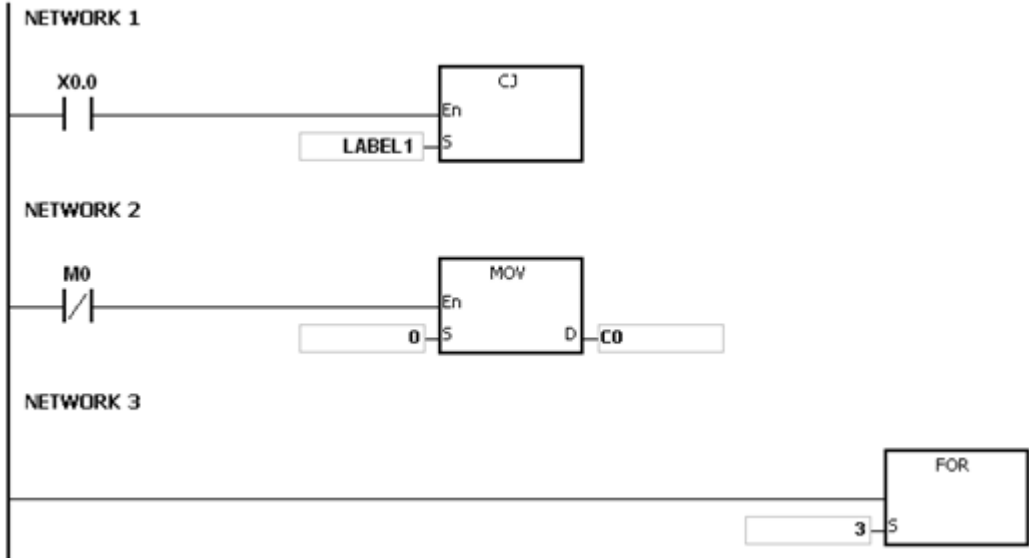 NETWORK 1
X0.0
CJ
En
LABEL1 S
NETWORK 2
M0
MOV
En
0 S D C0
NETWORK 3
FOR
3 S